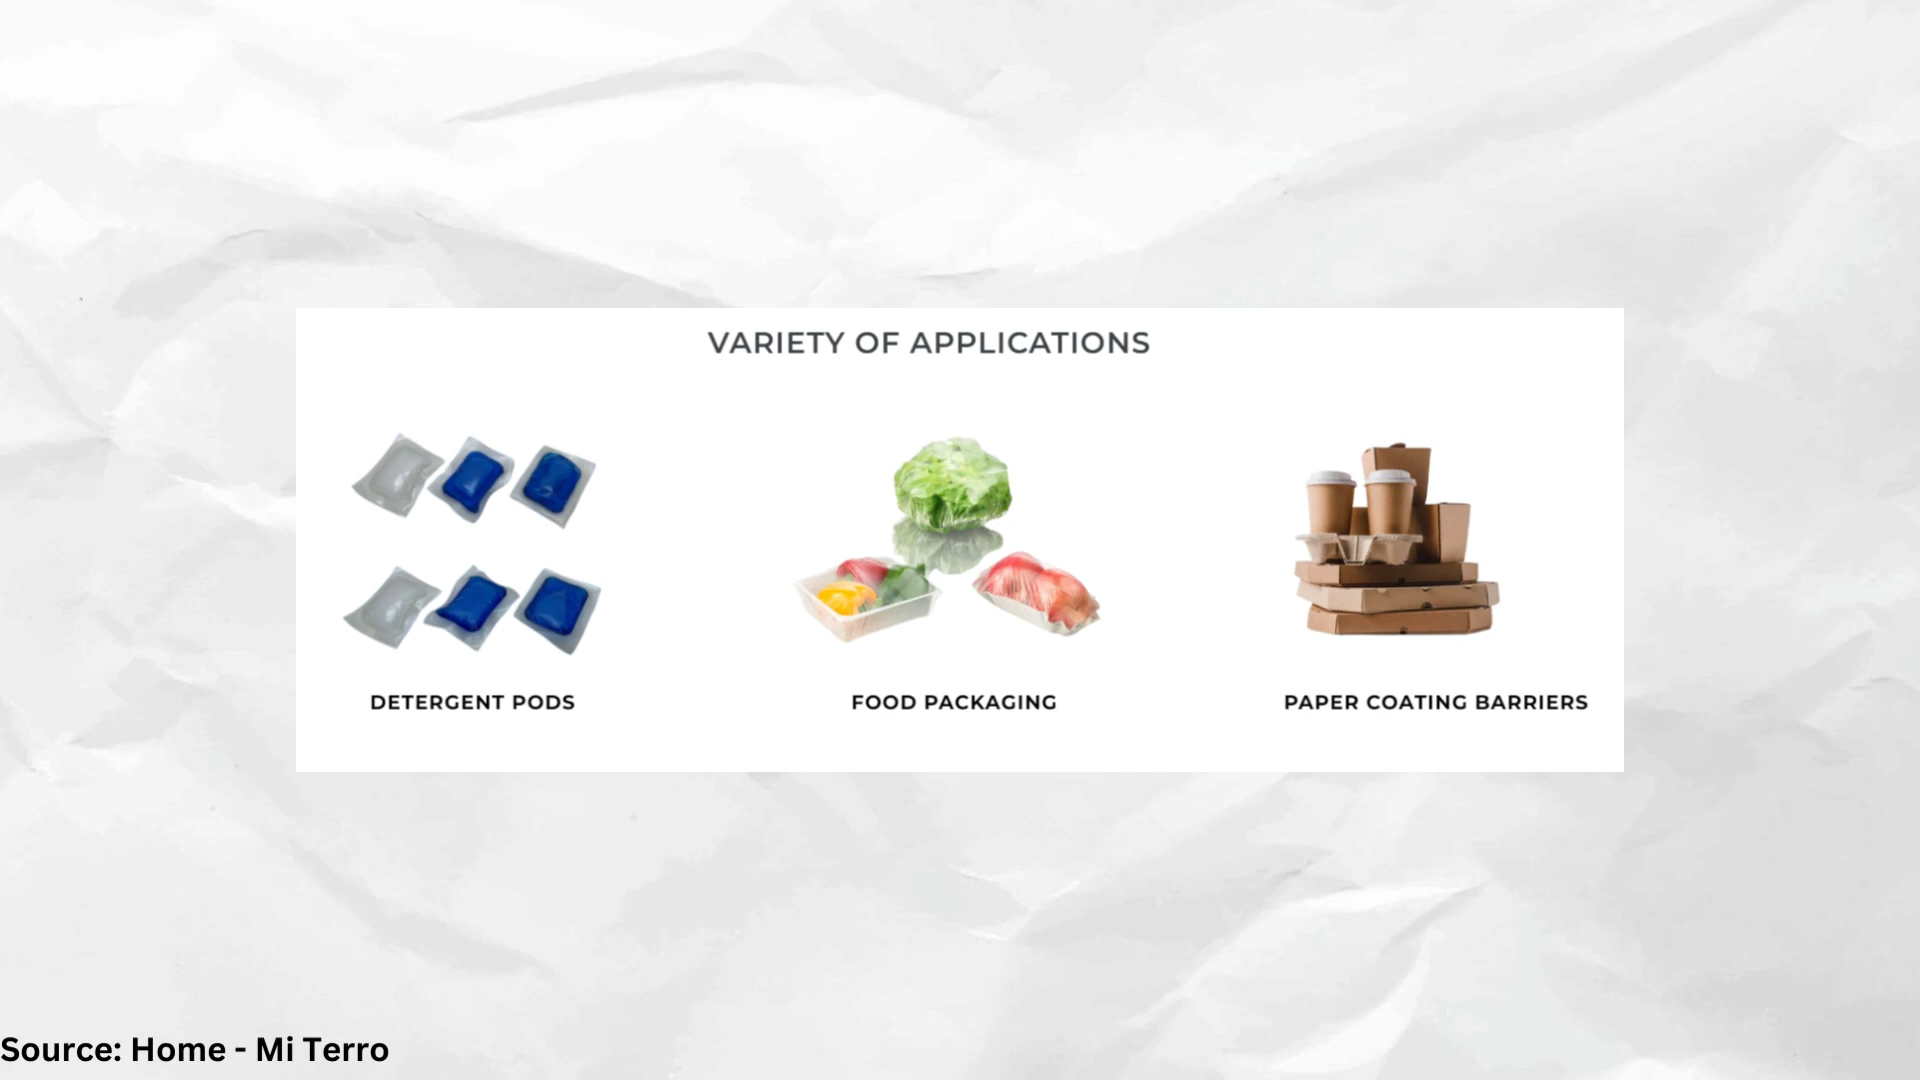 VARIETY OF APPLICATIONS
DETERGENT PODS
FOOD PACKAGING
PAPER COATING BARRIERS
Source: Home - Mi Terro